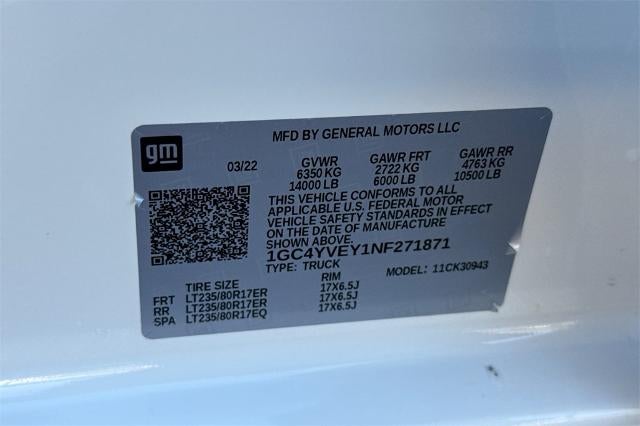 MFD BY GENERAL MOTORS LLC
gm
03/22
GVWR GAWR FRT GAWR RR
6350 KG 2722 KG 4763 KG
14000 LB 6000 LB 10500 LB
THIS VEHICLE CONFORMS TO ALL
APPLICABLE U.S. FEDERAL MOTOR
VEHICLE SAFETY STANDARDS IN EFFECT
ON THE DATE OF MANUFACTURE
SHOWN ABOVE.
1GC4YVEY1NF271871
TYPE: TRUCK MODEL: 11CK30943
TIRE SIZE RIM
FRT LT235/80R17ER 17X6.5J
RR LT235/80R17ER 17X6.5J
SPA LT235/80R17EQ 17X6.5J